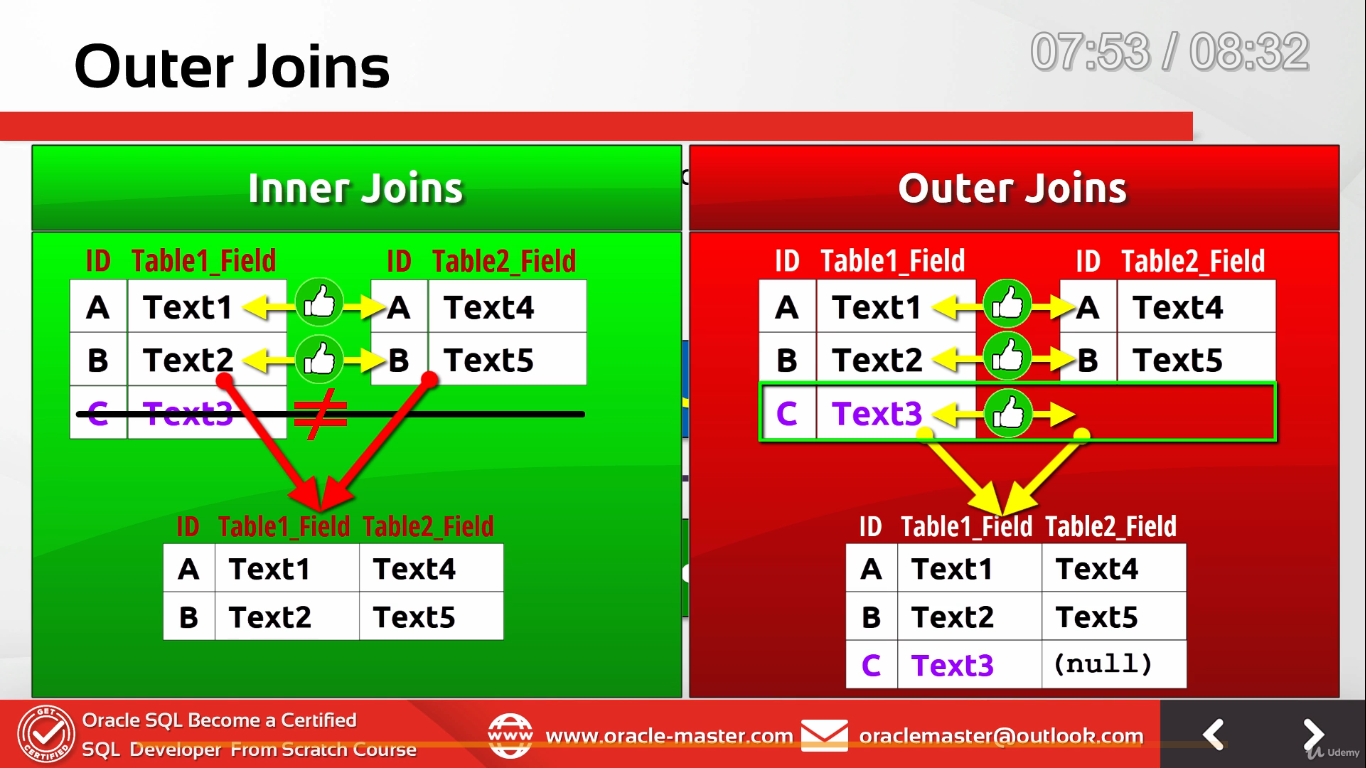 Outer Joins
07:53 / 08:32
Inner Joins
ID Table1_Field ID Table2_Field
A Text1 A Text4
B Text2 B Text5
C Text3 ≠
ID Table1_Field Table2_Field
A Text1 Text4
B Text2 Text5
Outer Joins
ID Table1_Field ID Table2_Field
A Text1 A Text4
B Text2 B Text5
C Text3
ID Table1_Field Table2_Field
A Text1 Text4
B Text2 Text5
C Text3 (null)
GET CERTIFIED
Oracle SQL Become a Certified
SQL Developer From Scratch Course
WWW
www.oracle-master.com
oraclemaster@outlook.com
Udemy